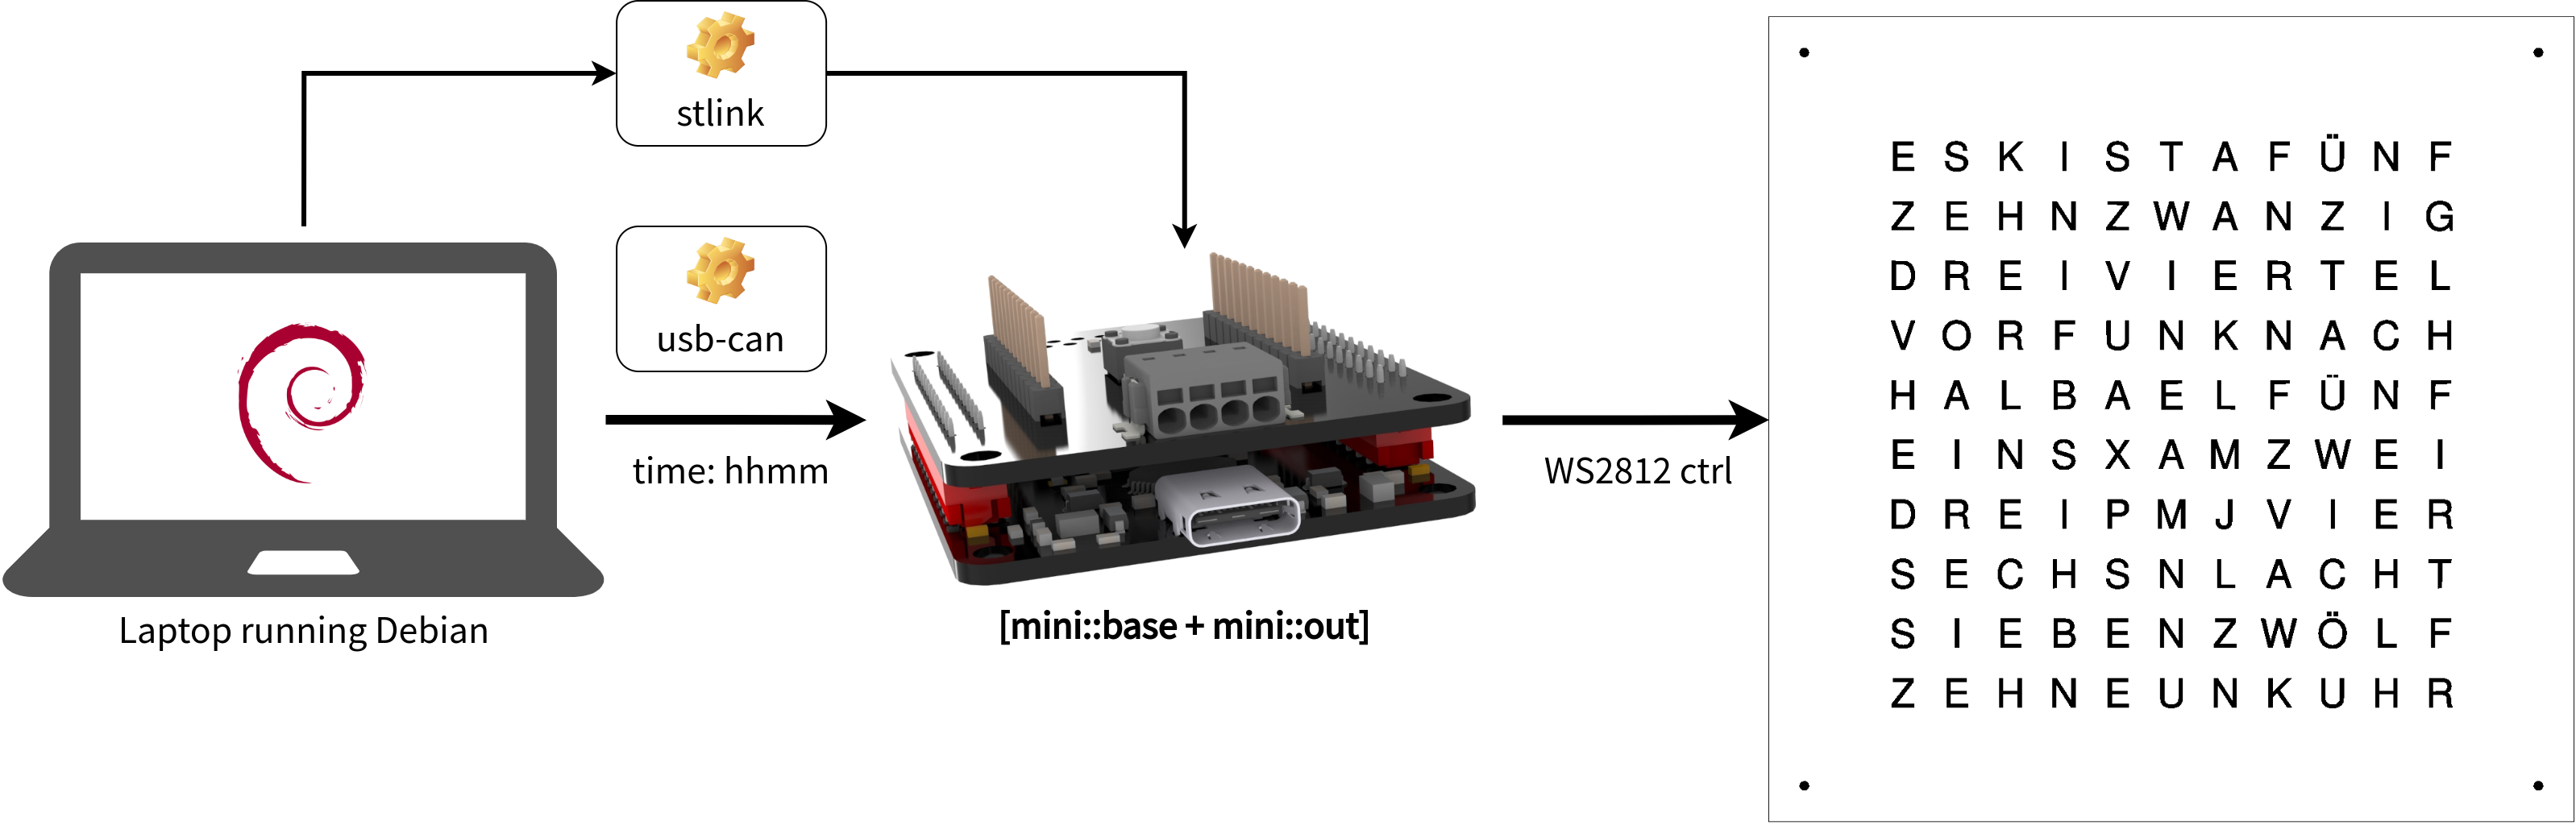 stlink
usb-can
time: hhmm
Laptop running Debian
[mini::base + mini::out]
WS2812 ctrl
E S K I S T A F Ü N F
Z E H N Z W A N Z I G
D R E I V I E R T E L
V O R F U N K N A C H
H A L B A E L F Ü N F
E I N S X A M Z W E I
D R E I P M J V I E R
S E C H S N L A C H T
S I E B E N Z W Ö L F
Z E H N E U N K U H R